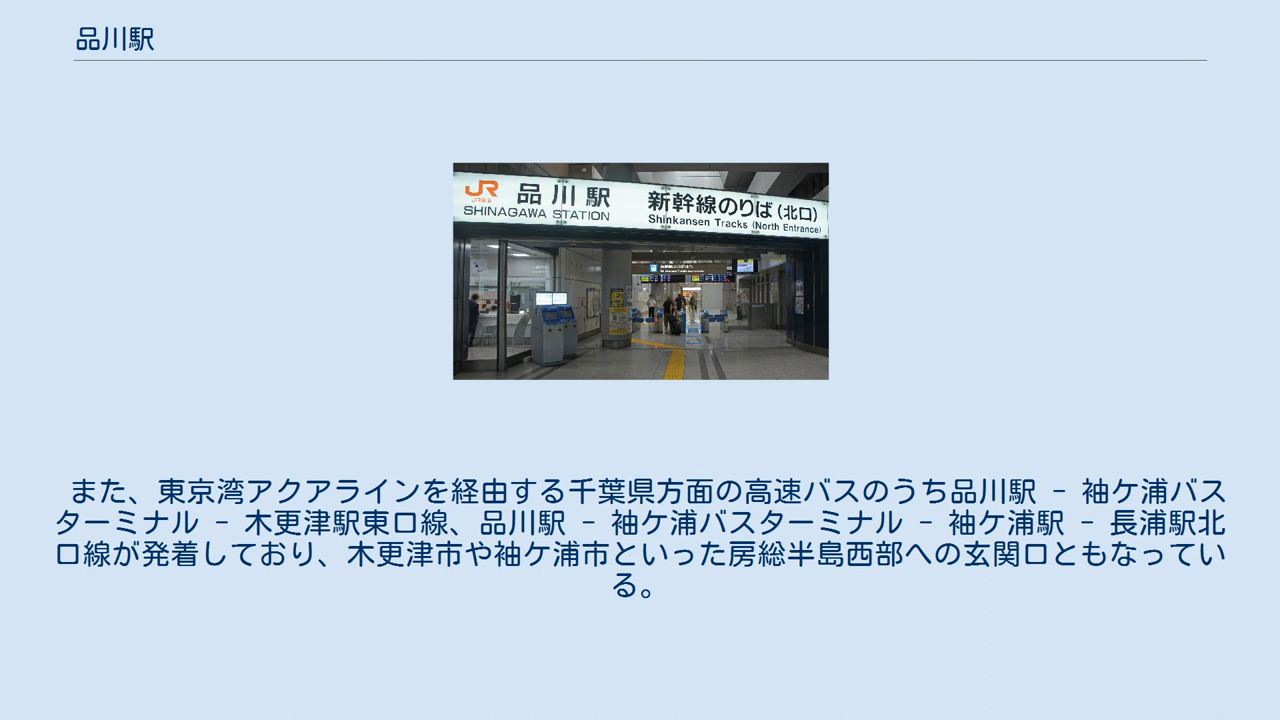 品川駅
JR 品川駅 新幹線のりば(北口)
SHINAGAWA STATION Shinkansen Tracks (North Entrance)
また、東京湾アクアラインを経由する千葉県方面の高速バスのうち品川駅 - 袖ケ浦バス
ターミナル - 木更津駅東口線、品川駅 - 袖ケ浦バスターミナル - 袖ケ浦駅 - 長浦駅北
口線が発着しており、木更津市や袖ケ浦市といった房総半島西部への玄関口ともなってい
る。